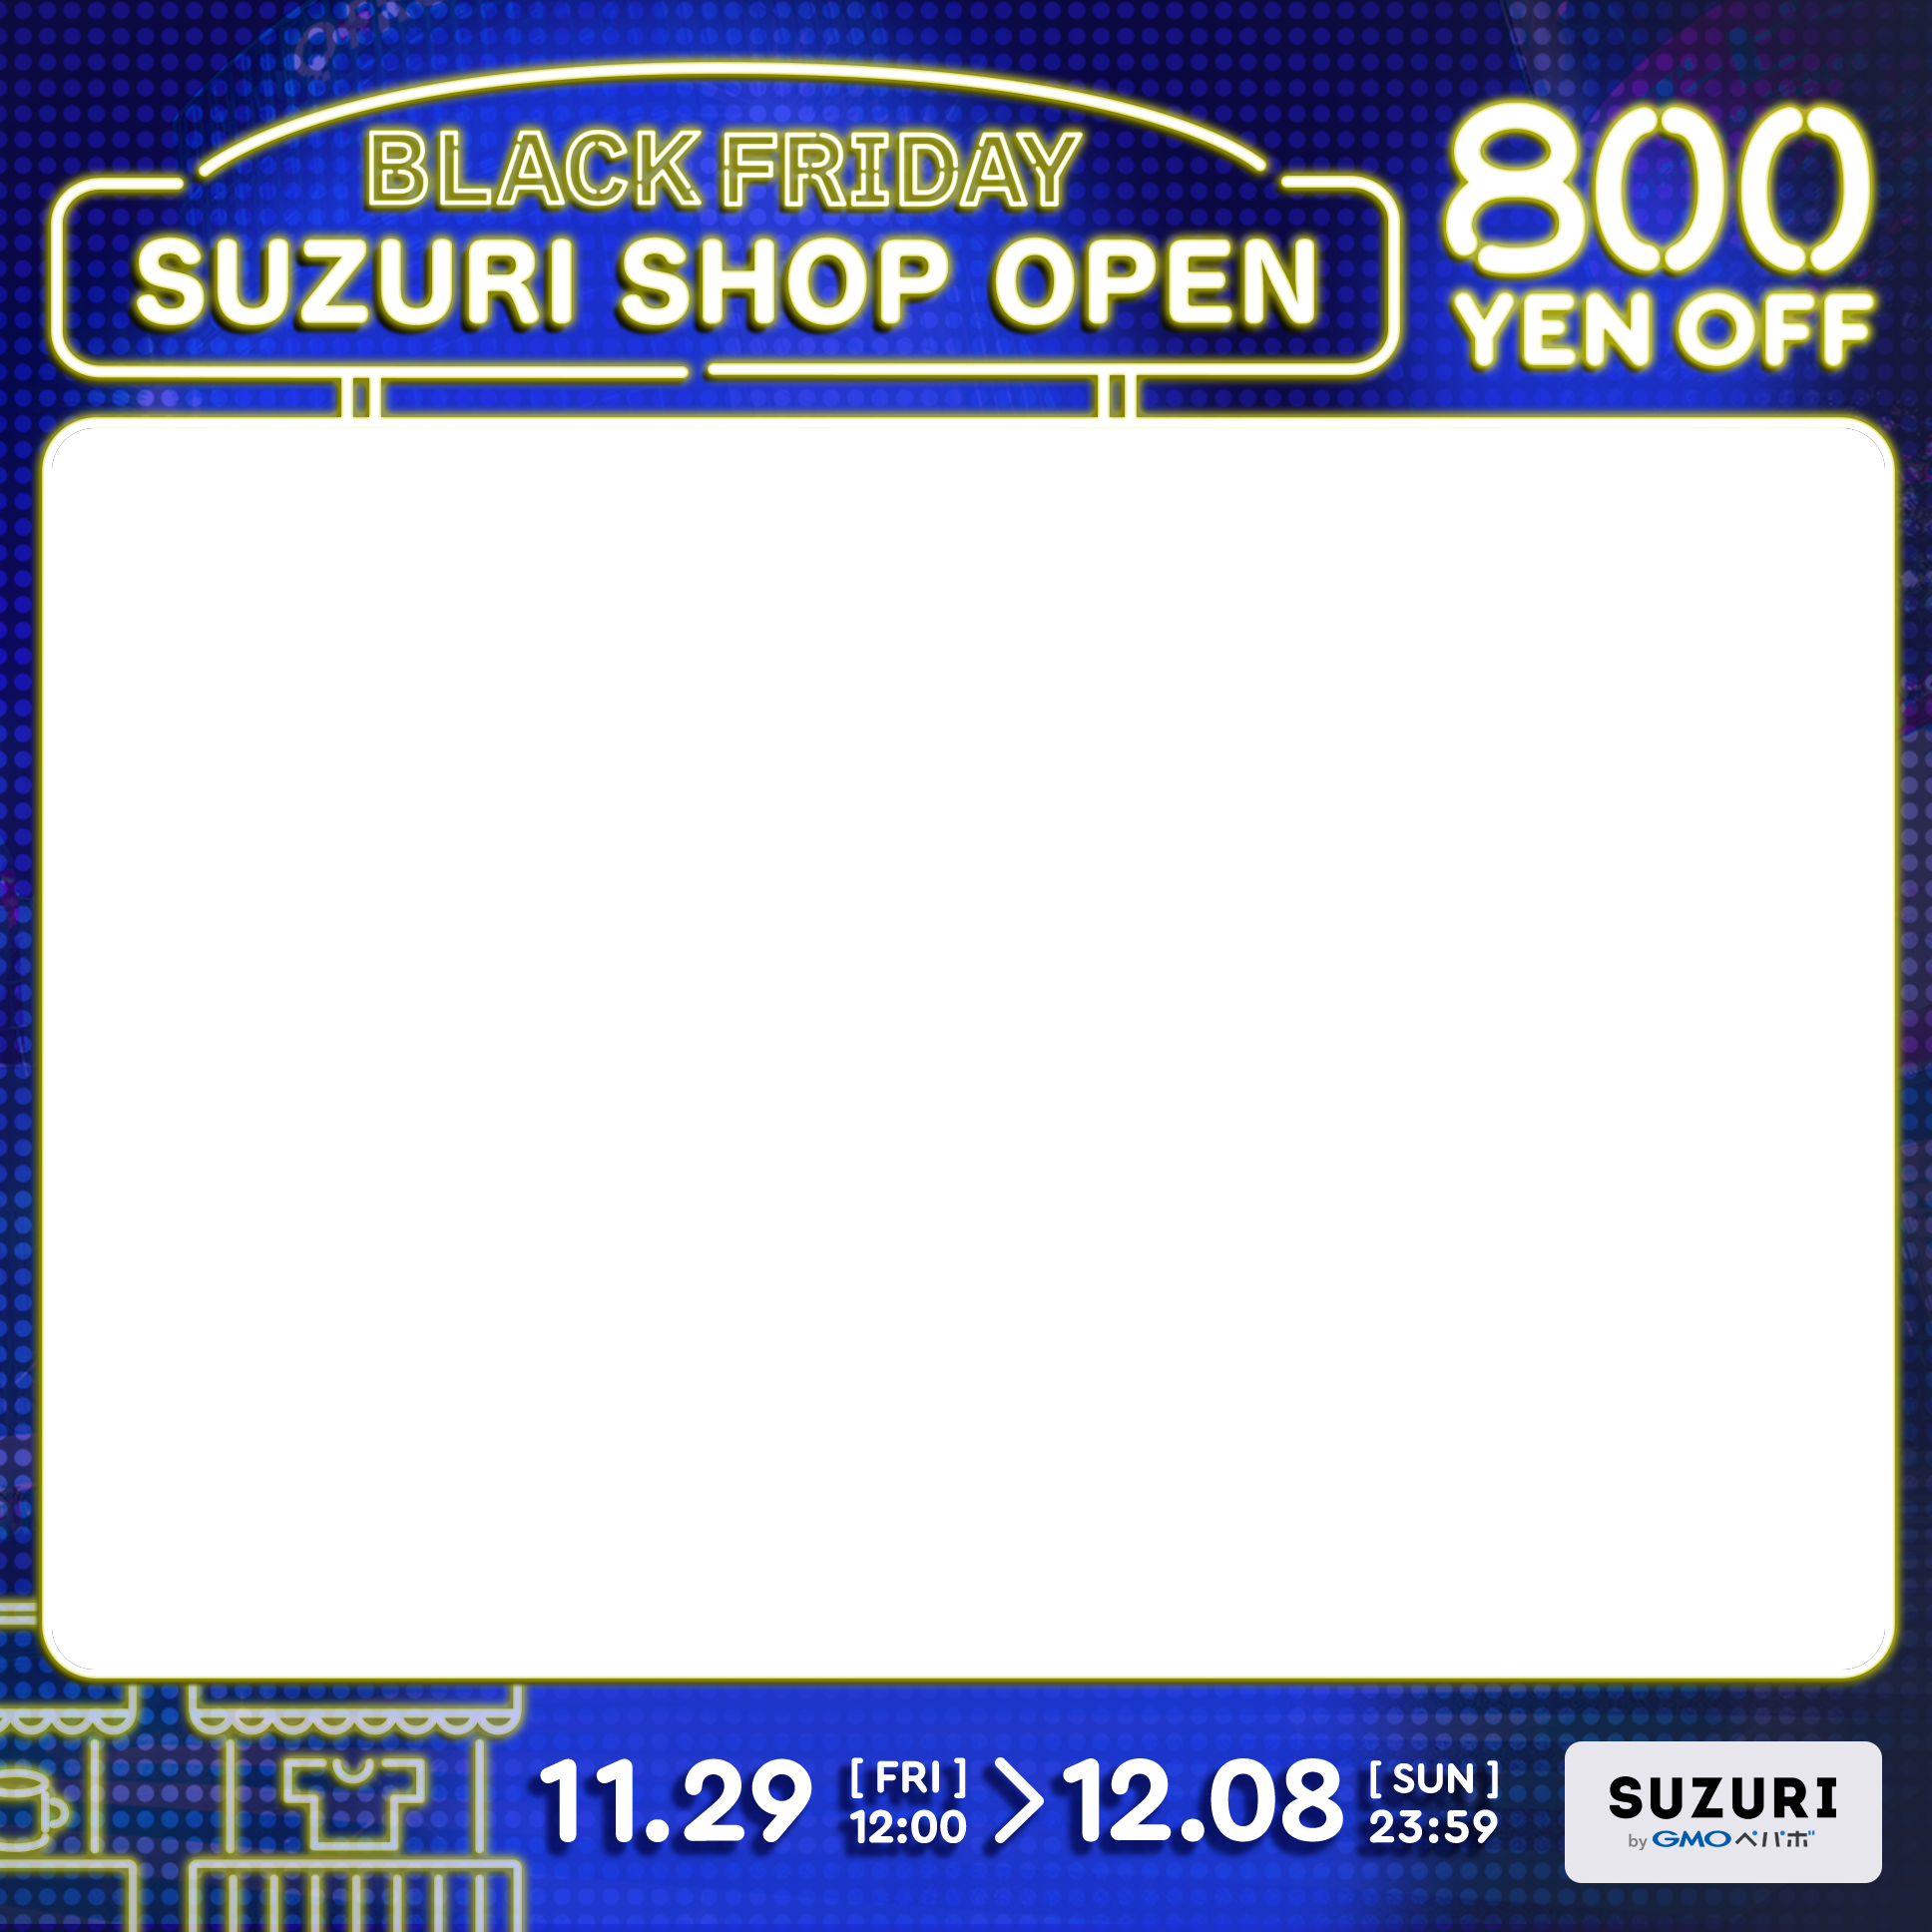 BLACK FRIDAY
SUZURI SHOP OPEN
800
YEN OFF
11.29 [ FRI ] 12:00 > 12.08 [ SUN ] 23:59
SUZURI
by GMOペパボ